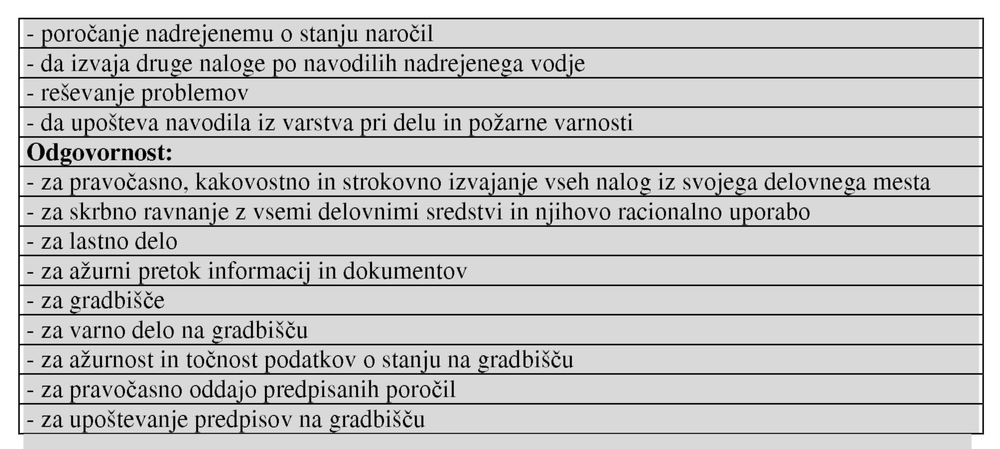 - poročanje nadrejenemu o stanju naročil
- da izvaja druge naloge po navodilih nadrejenega vodje
- reševanje problemov
- da upošteva navodila iz varstva pri delu in požarne varnosti
Odgovornost:
- za pravočasno, kakovostno in strokovno izvajanje vseh nalog iz svojega delovnega mesta
- za skrbno ravnanje z vsemi delovnimi sredstvi in njihovo racionalno uporabo
- za lastno delo
- za ažurni pretok informacij in dokumentov
- za gradbišče
- za varno delo na gradbišču
- za ažurnost in točnost podatkov o stanju na gradbišču
- za pravočasno oddajo predpisanih poročil
- za upoštevanje predpisov na gradbišču